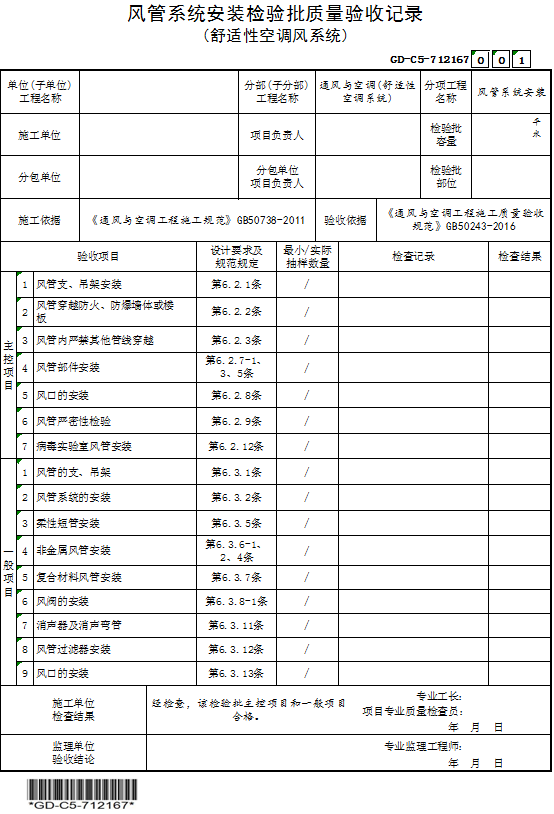 风管系统安装检验批质量验收记录
(舒适性空调风系统)
GD-C5-712167 0 0 1
单位(子单位)
工程名称
分部(子分部)
工程名称
通风与空调(舒适性
空调系统)
分项工程
名称
风管系统安装
施工单位
项目负责人
检验批
容量
千
米
分包单位
分包单位
项目负责人
检验批
部位
施工依据
《通风与空调工程施工规范》GB50738-2011
验收依据
《通风与空调工程施工质量验收
规范》GB50243-2016
验收项目
设计要求及
规范规定
最小/实际
抽样数量
检查记录
检查结果
主控项目
1 风管支、吊架安装 第6.2.1条 /
2 风管穿越防火、防爆墙体或楼
板 第6.2.2条 /
3 风管内严禁其他管线穿越 第6.2.3条 /
4 风管部件安装 第6.2.7-1、
3、5条 /
5 风口的安装 第6.2.8条 /
6 风管严密性检验 第6.2.9条 /
7 病毒实验室风管安装 第6.2.12条 /
一般项目
1 风管的支、吊架 第6.3.1条 /
2 风管系统的安装 第6.3.2条 /
3 柔性短管安装 第6.3.5条 /
4 非金属风管安装 第6.3.6-1、
2、4条 /
5 复合材料风管安装 第6.3.7条 /
6 风阀的安装 第6.3.8-1条 /
7 消声器及消声弯管 第6.3.11条 /
8 风管过滤器安装 第6.3.12条 /
9 风口的安装 第6.3.13条 /
施工单位
检查结果
经检查，该检验批主控项目和一般项目
合格。
专业工长：
项目专业质量检查员：
年 月 日
监理单位
验收结论
专业监理工程师：
年 月 日
*GD-C5-712167*